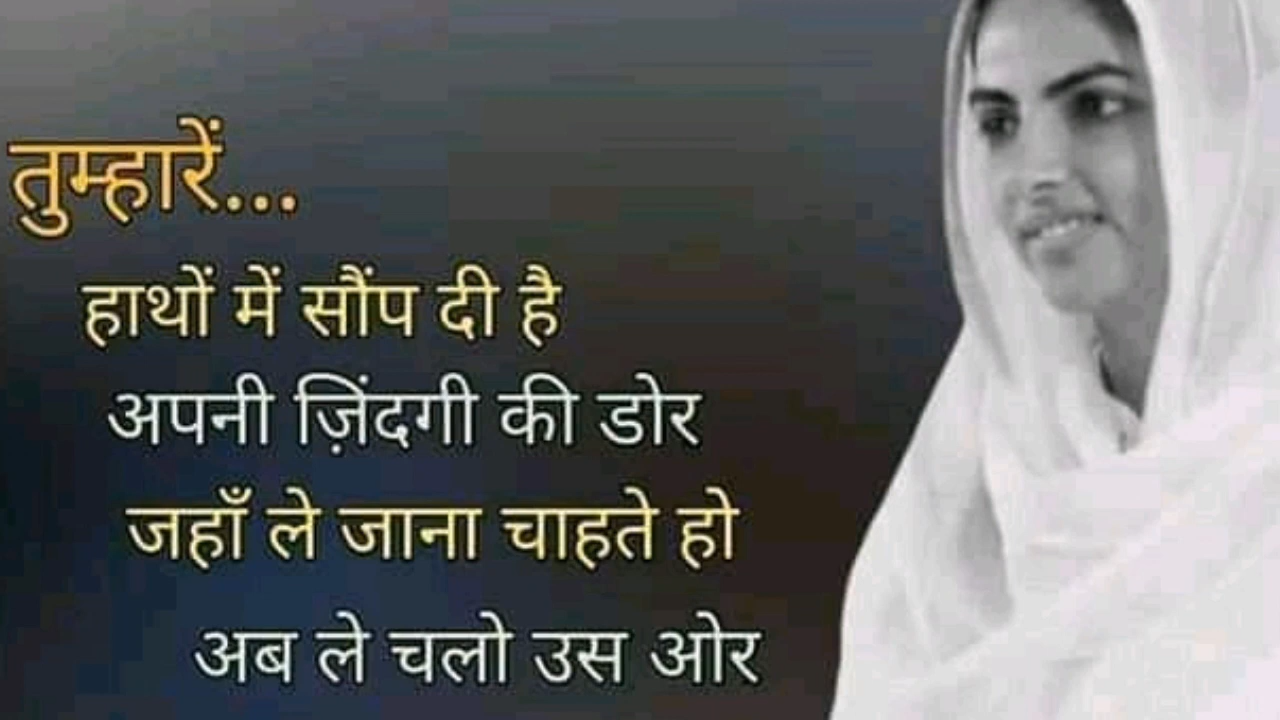 तुम्हारें...
हाथों में सौंप दी है
अपनी ज़िंदगी की डोर
जहाँ ले जाना चाहते हो
अब ले चलो उस ओर